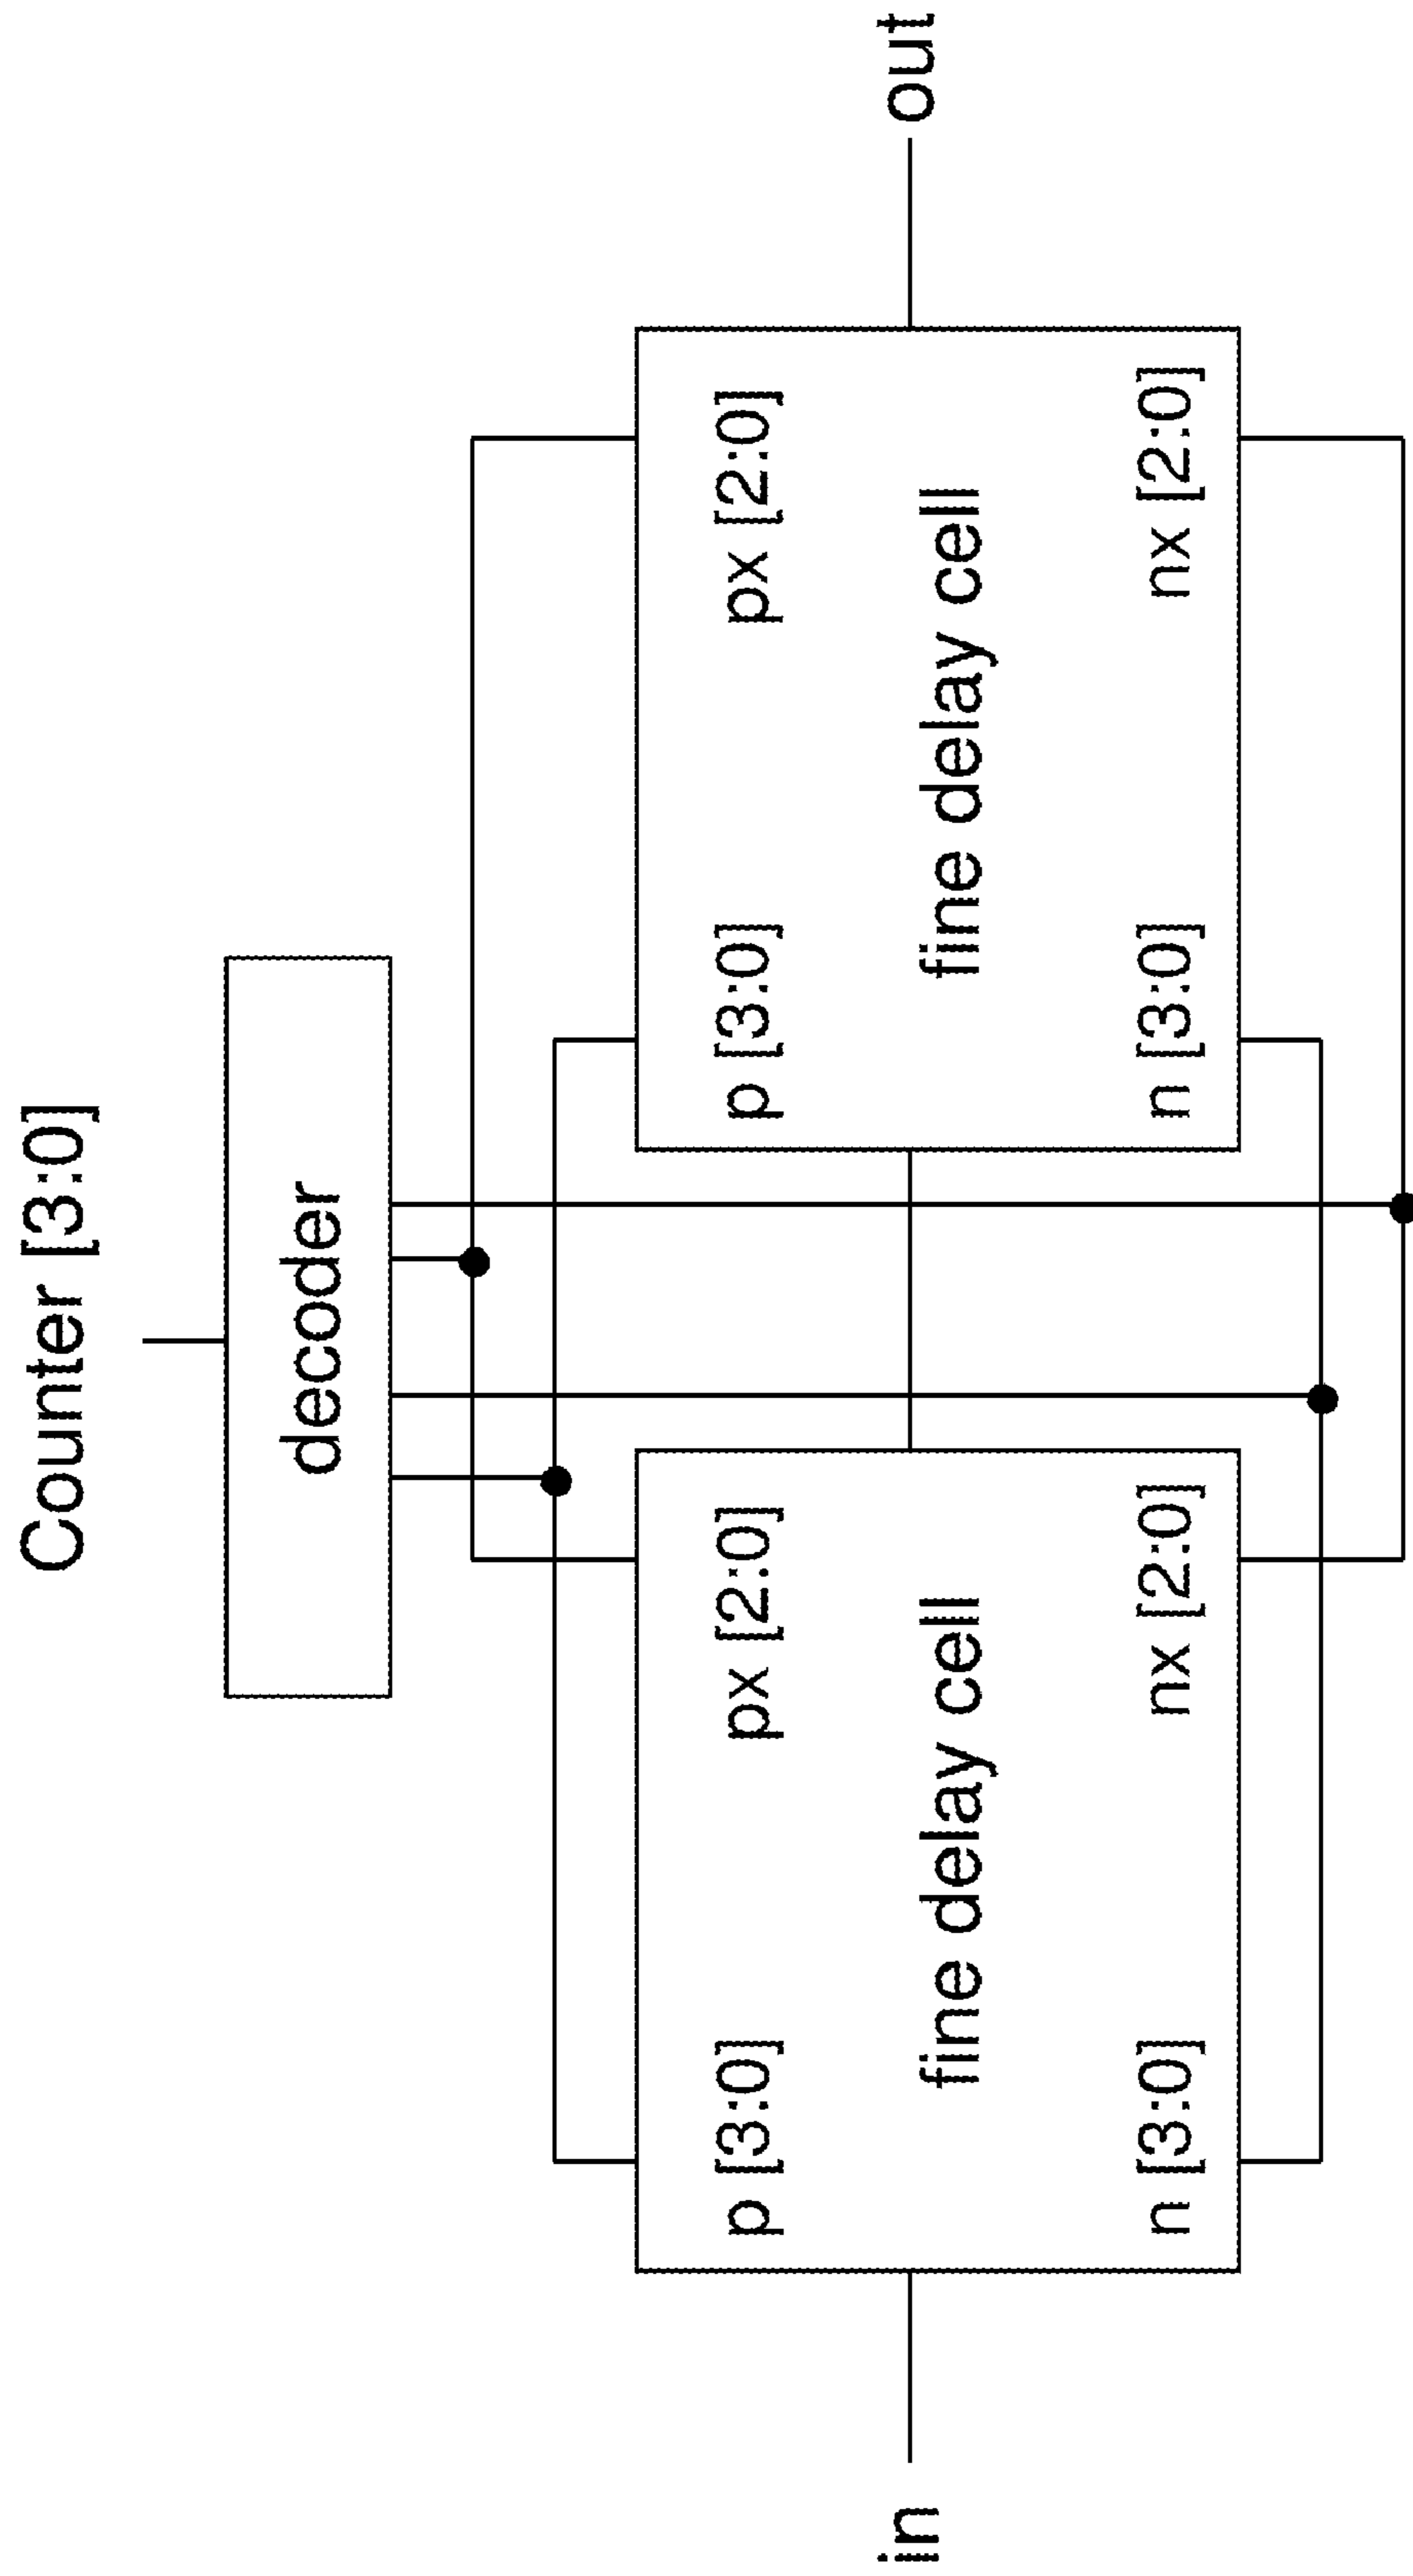 Counter [3:0]
decoder
p [3:0]
px [2:0]
p [3:0]
px [2:0]
in
fine delay cell
fine delay cell
out
n [3:0]
nx [2:0]
n [3:0]
nx [2:0]